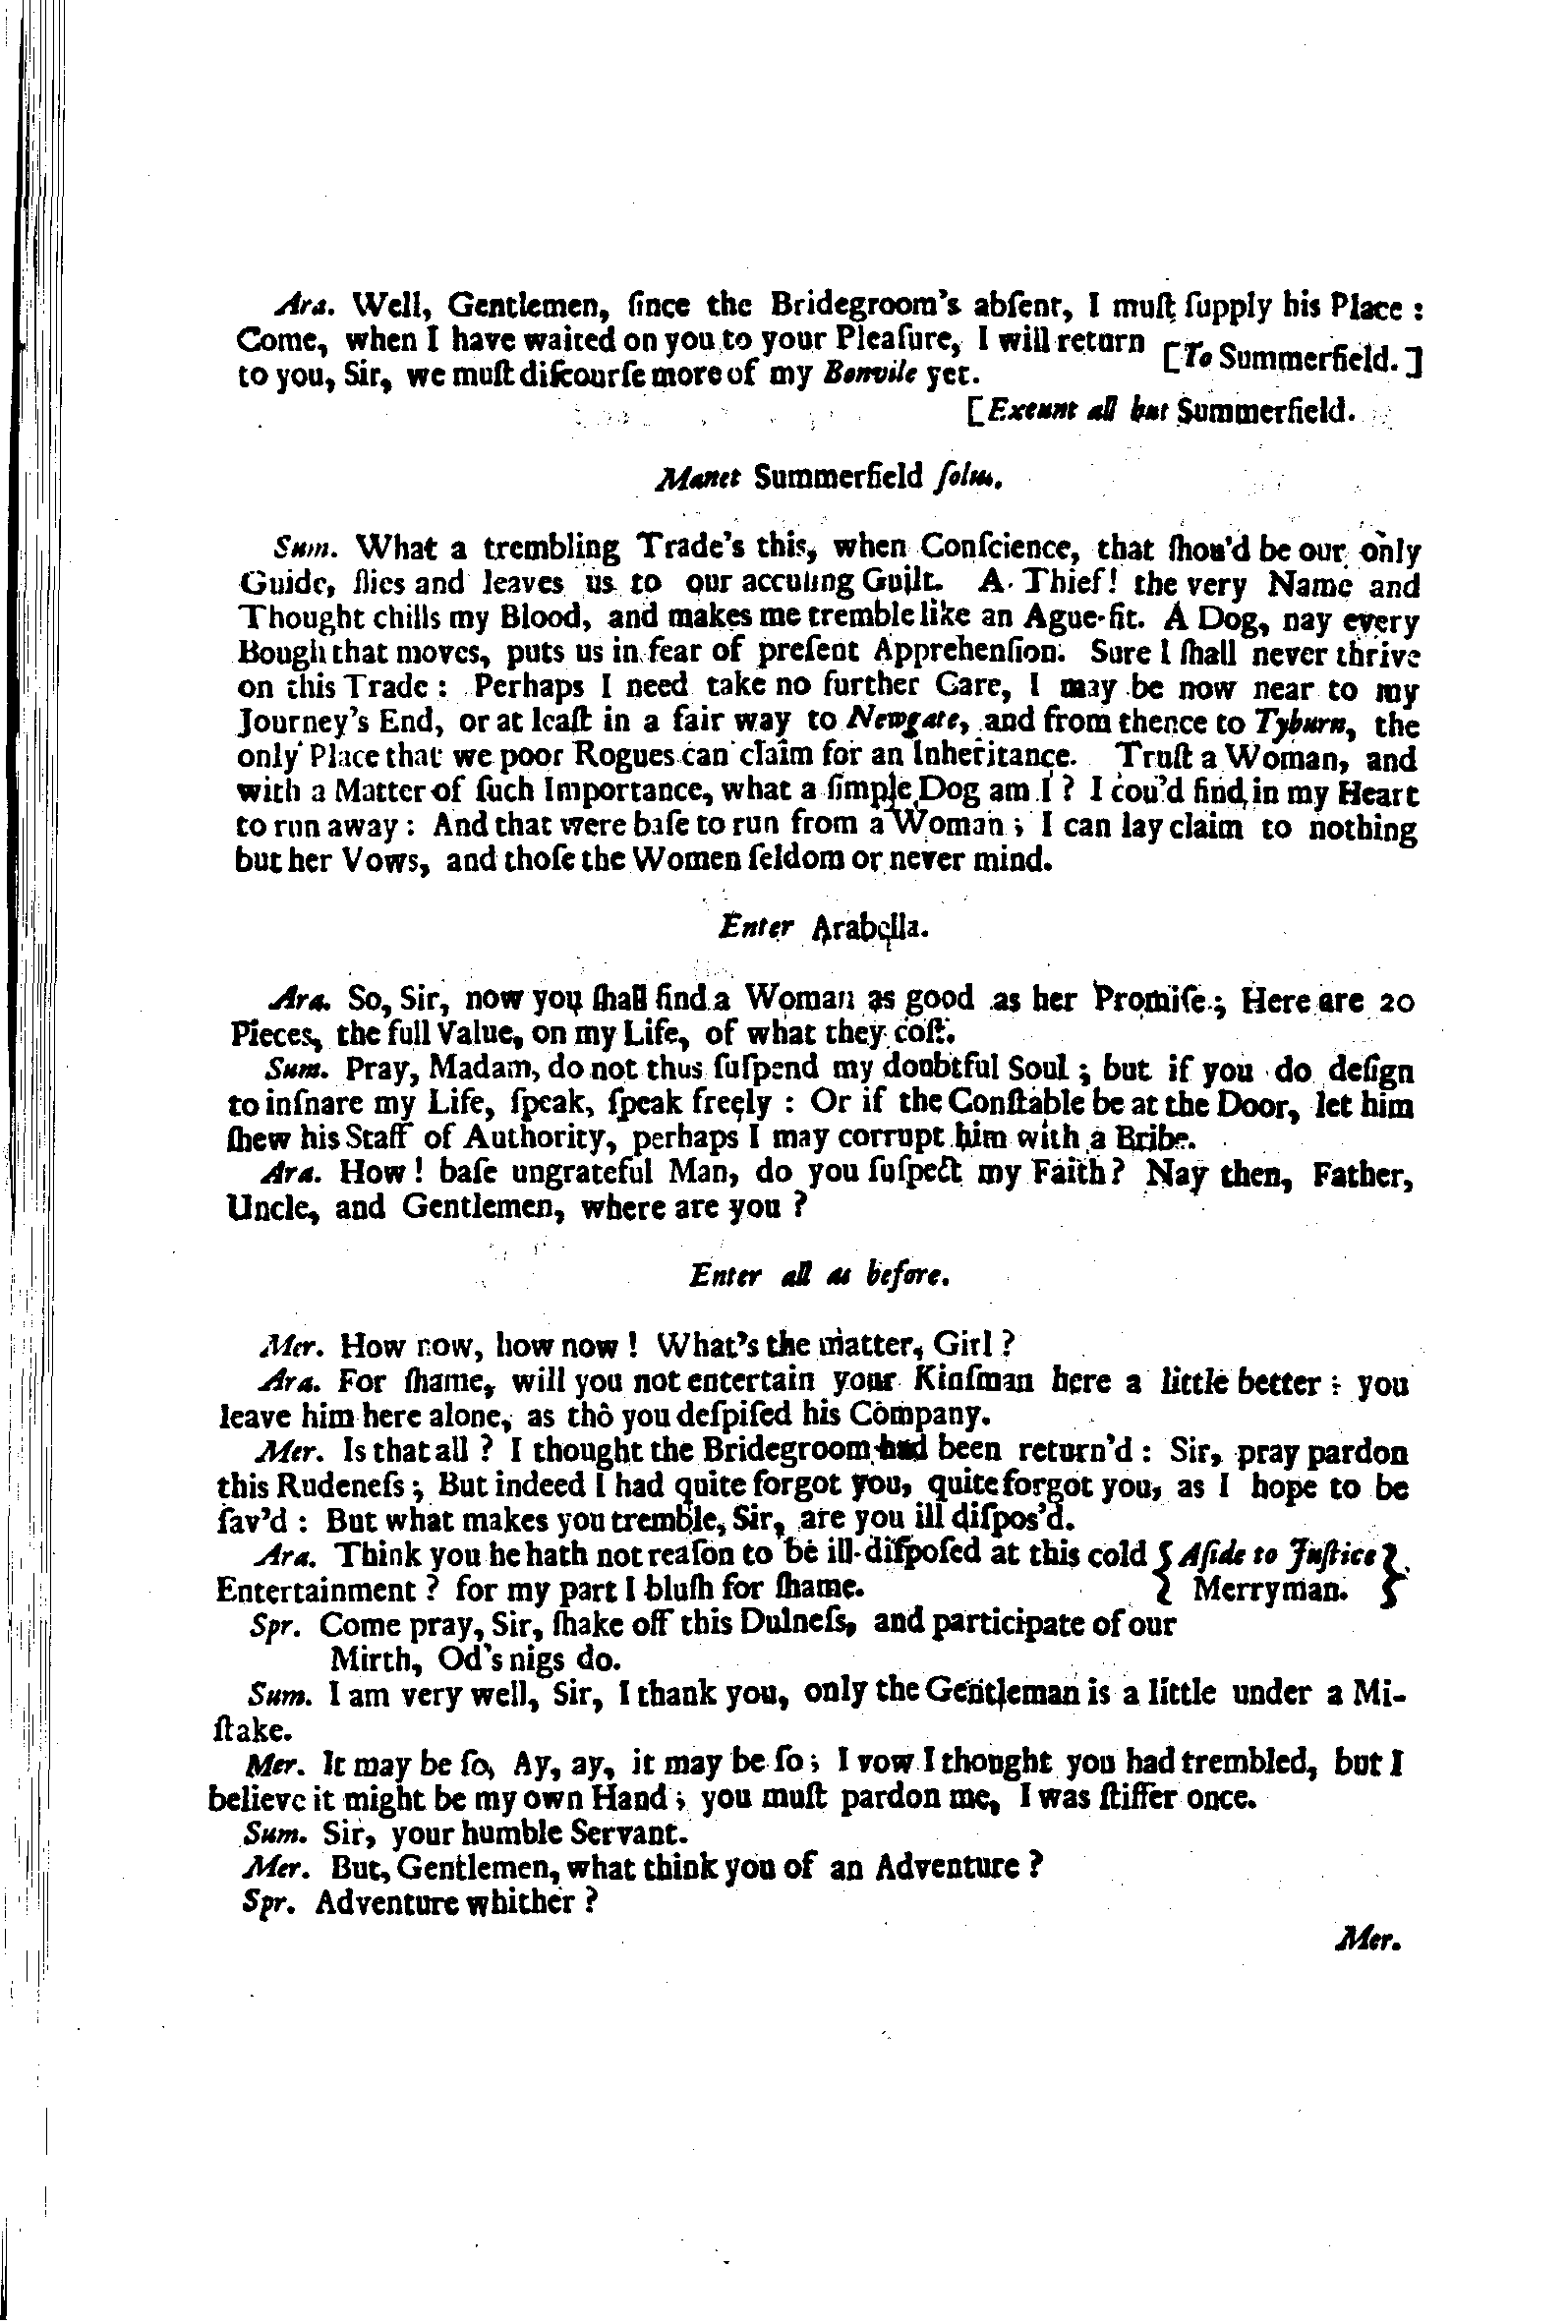 Ara. Well, Gentlemen, ſince the Bridegroom's abſent, I muſt ſupply his Place :
Come, when I have waited on you to your Pleaſure, I will return [To Summerfield.]
to you, Sir, we muſt diſcourſe more of my Bonvile yet.
[Exeunt all but Summerfield.
Manet Summerfield ſolus.
Sum. What a trembling Trade's this, when Conſcience, that ſhou'd be our only
Guide, flies and leaves us to our accuſing Guilt. A Thief! the very Name and
Thought chills my Blood, and makes me tremble like an Ague-fit. A Dog, nay every
Bough that moves, puts us in fear of preſent Apprehenſion. Sure I ſhall never thrive
on this Trade : Perhaps I need take no further Care, I may be now near to my
Journey's End, or at leaſt in a fair way to Newgate, and from thence to Tyburn, the
only Place that we poor Rogues can claim for an Inheritance. Truſt a Woman, and
with a Matter of ſuch Importance, what a ſimple Dog am I ? I cou'd find in my Heart
to run away : And that were baſe to run from a Woman ; I can lay claim to nothing
but her Vows, and thoſe the Women ſeldom or never mind.
Enter Arabella.
Ara. So, Sir, now you ſhall find a Woman as good as her Promiſe ; Here are 20
Pieces, the full Value, on my Life, of what they coſt.
Sum. Pray, Madam, do not thus ſuſpend my doubtful Soul ; but if you do deſign
to inſnare my Life, ſpeak, ſpeak freely : Or if the Conſtable be at the Door, let him
ſhew his Staff of Authority, perhaps I may corrupt him with a Bribe.
Ara. How ! baſe ungrateful Man, do you ſuſpect my Faith ? Nay then, Father,
Uncle, and Gentlemen, where are you ?
Enter all as before.
Mer. How now, how now ! What's the matter, Girl ?
Ara. For ſhame, will you not entertain your Kinſman here a little better : you
leave him here alone, as thô you deſpiſed his Company.
Mer. Is that all ? I thought the Bridegroom had been return'd : Sir, pray pardon
this Rudeneſs ; But indeed I had quite forgot you, quite forgot you, as I hope to be
ſav'd : But what makes you tremble, Sir, are you ill diſpos'd.
Ara. Think you he hath not reaſon to be ill-diſpoſed at this cold { Aſide to Juſtice }
Entertainment ? for my part I bluſh for ſhame. Merryman.
Spr. Come pray, Sir, ſhake off this Dulneſs, and participate of our
Mirth, Od's nigs do.
Sum. I am very well, Sir, I thank you, only the Gentleman is a little under a Mi-
ſtake.
Mer. It may be ſo, Ay, ay, it may be ſo ; I vow I thought you had trembled, but I
believe it might be my own Hand ; you muſt pardon me, I was ſtiffer once.
Sum. Sir, your humble Servant.
Mer. But, Gentlemen, what think you of an Adventure ?
Spr. Adventure whither ?
Mer.